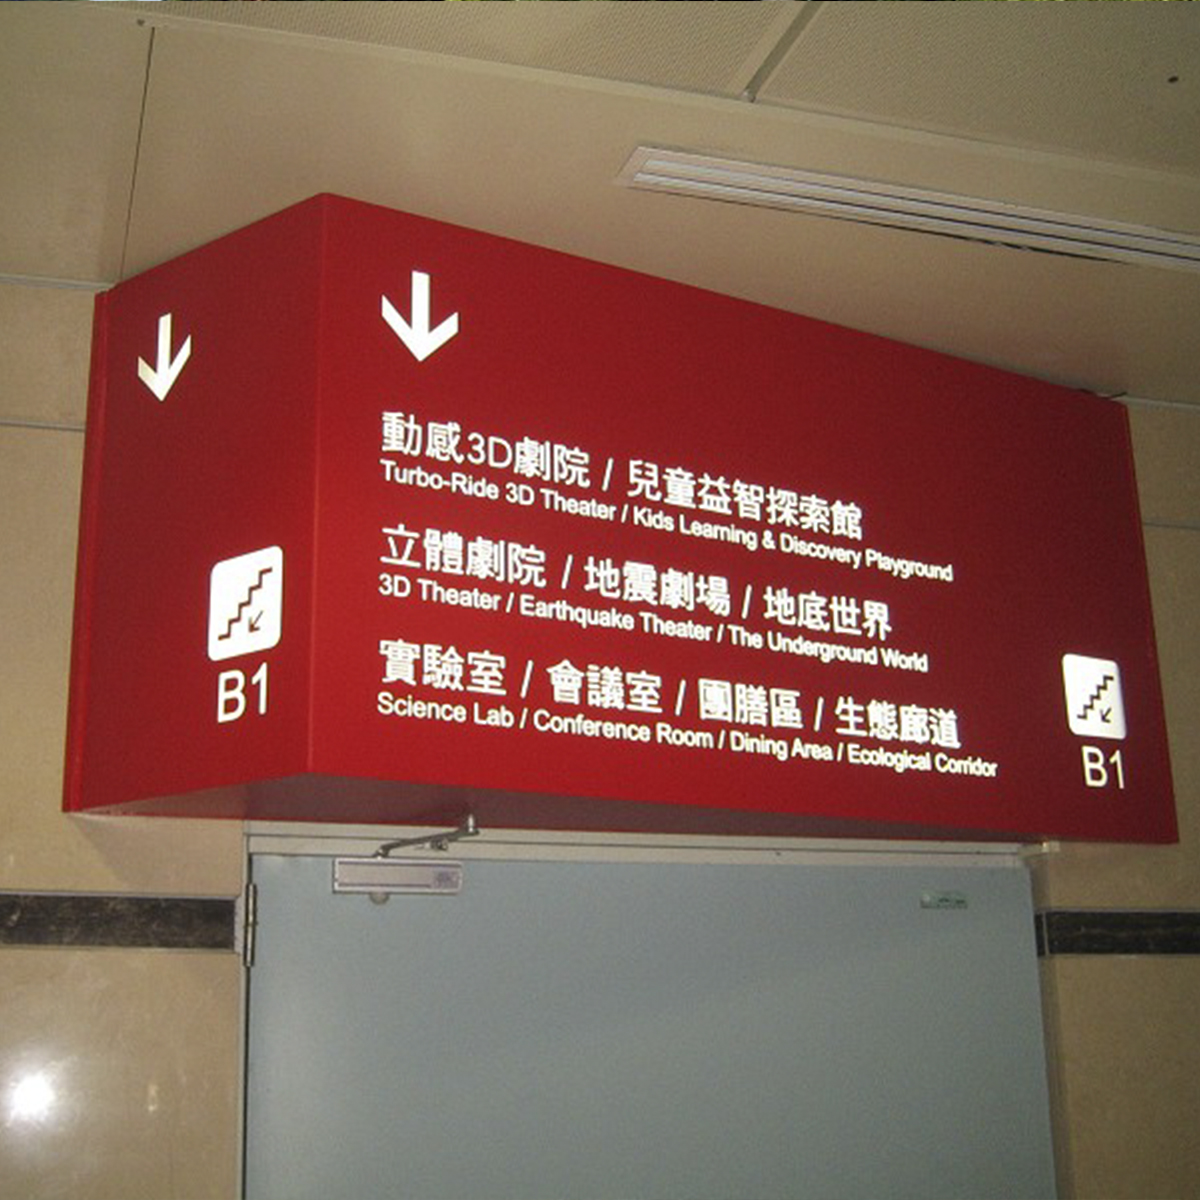 動感3D劇院 / 兒童益智探索館
Turbo-Ride 3D Theater / Kids Learning & Discovery Playground
立體劇院 / 地震劇場 / 地底世界
3D Theater / Earthquake Theater / The Underground World
實驗室 / 會議室 / 團膳區 / 生態廊道
Science Lab / Conference Room / Dining Area / Ecological Corridor
B1
B1